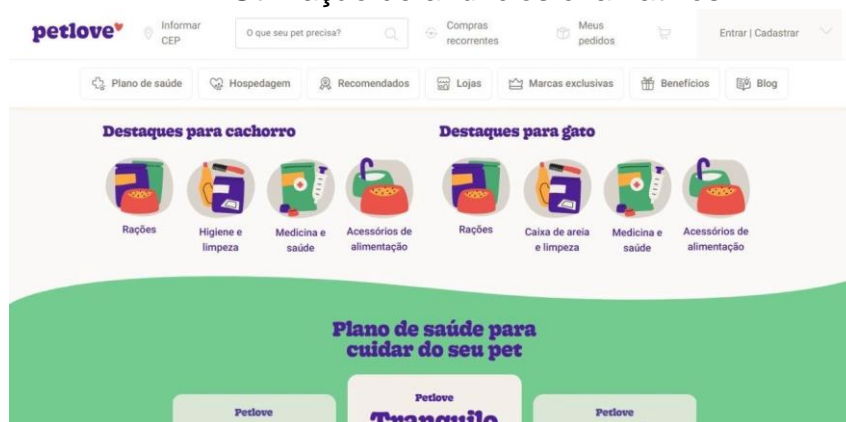 petlove
Informar
CEP
O que seu pet precisa?
Compras
recorrentes
Meus
pedidos
Entrar | Cadastrar
Plano de saúde
Hospedagem
Recomendados
Lojas
Marcas exclusivas
Benefícios
Blog
Destaques para cachorro
Rações
Higiene e
limpeza
Medicina e
saúde
Acessórios de
alimentação
Destaques para gato
Rações
Caixa de areia
e limpeza
Medicina e
saúde
Acessórios de
alimentação
Plano de saúde para
cuidar do seu pet
Petlove
Petlove
Tranquilo
Petlove